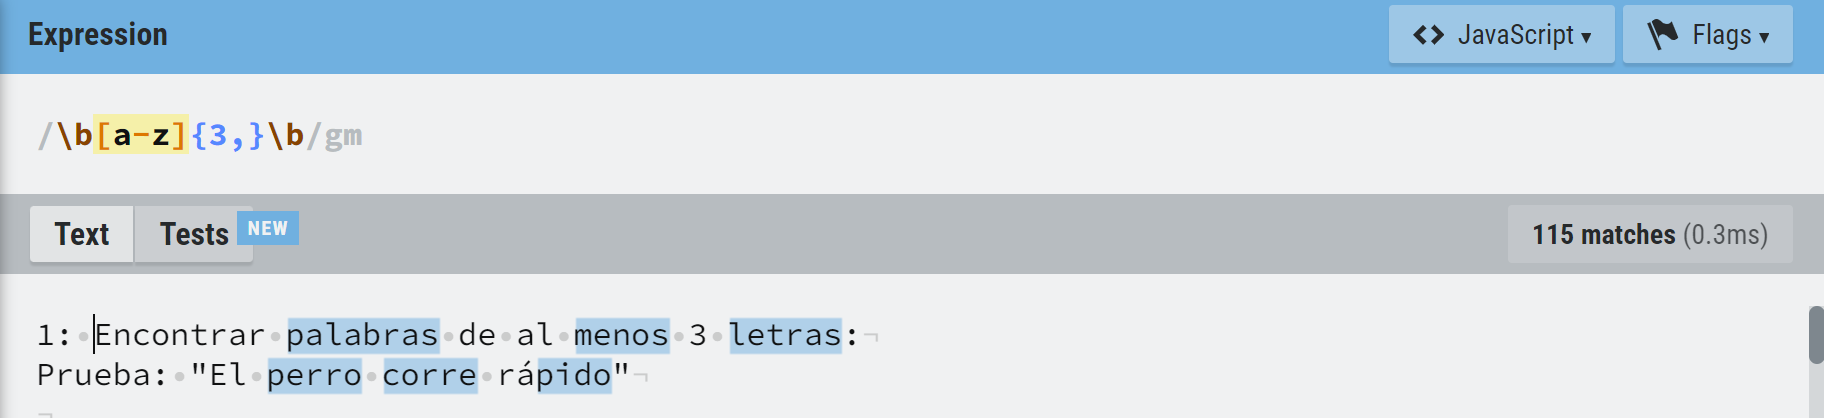 Expression
JavaScript ▾
Flags ▾
/\b[a-z]{3,}\b/gm
Text
Tests
NEW
115 matches (0.3ms)
1: Encontrar palabras de al menos 3 letras:
Prueba: "El perro corre rápido"